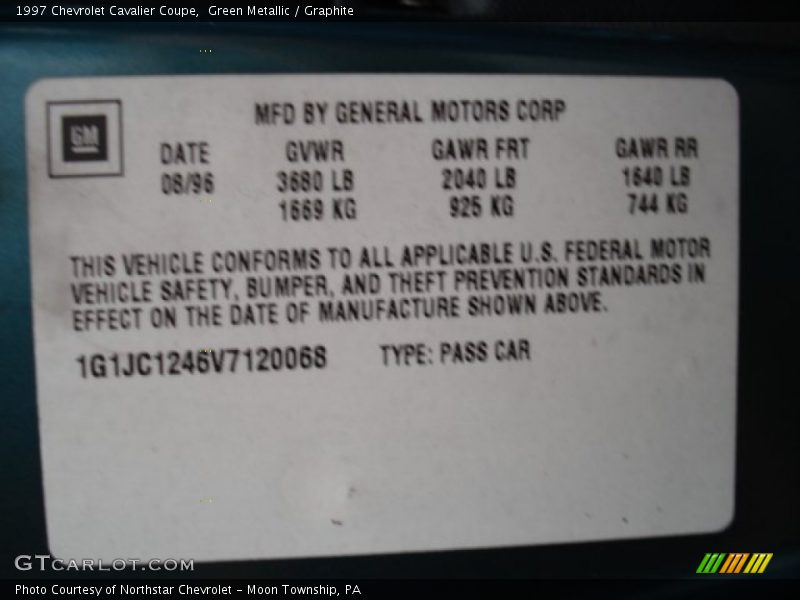 1997 Chevrolet Cavalier Coupe,  Green Metallic / Graphite
MFD BY GENERAL MOTORS CORP
GM
DATE GVWR GAWR FRT GAWR RR
08/96 3680 LB 2040 LB 1640 LB
1669 KG 925 KG 744 KG
THIS VEHICLE CONFORMS TO ALL APPLICABLE U.S. FEDERAL MOTOR
VEHICLE SAFETY, BUMPER, AND THEFT PREVENTION STANDARDS IN
EFFECT ON THE DATE OF MANUFACTURE SHOWN ABOVE.
1G1JC1246V7120068 TYPE: PASS CAR
GTCARLOT.COM
Photo Courtesy of Northstar Chevrolet - Moon Township, PA